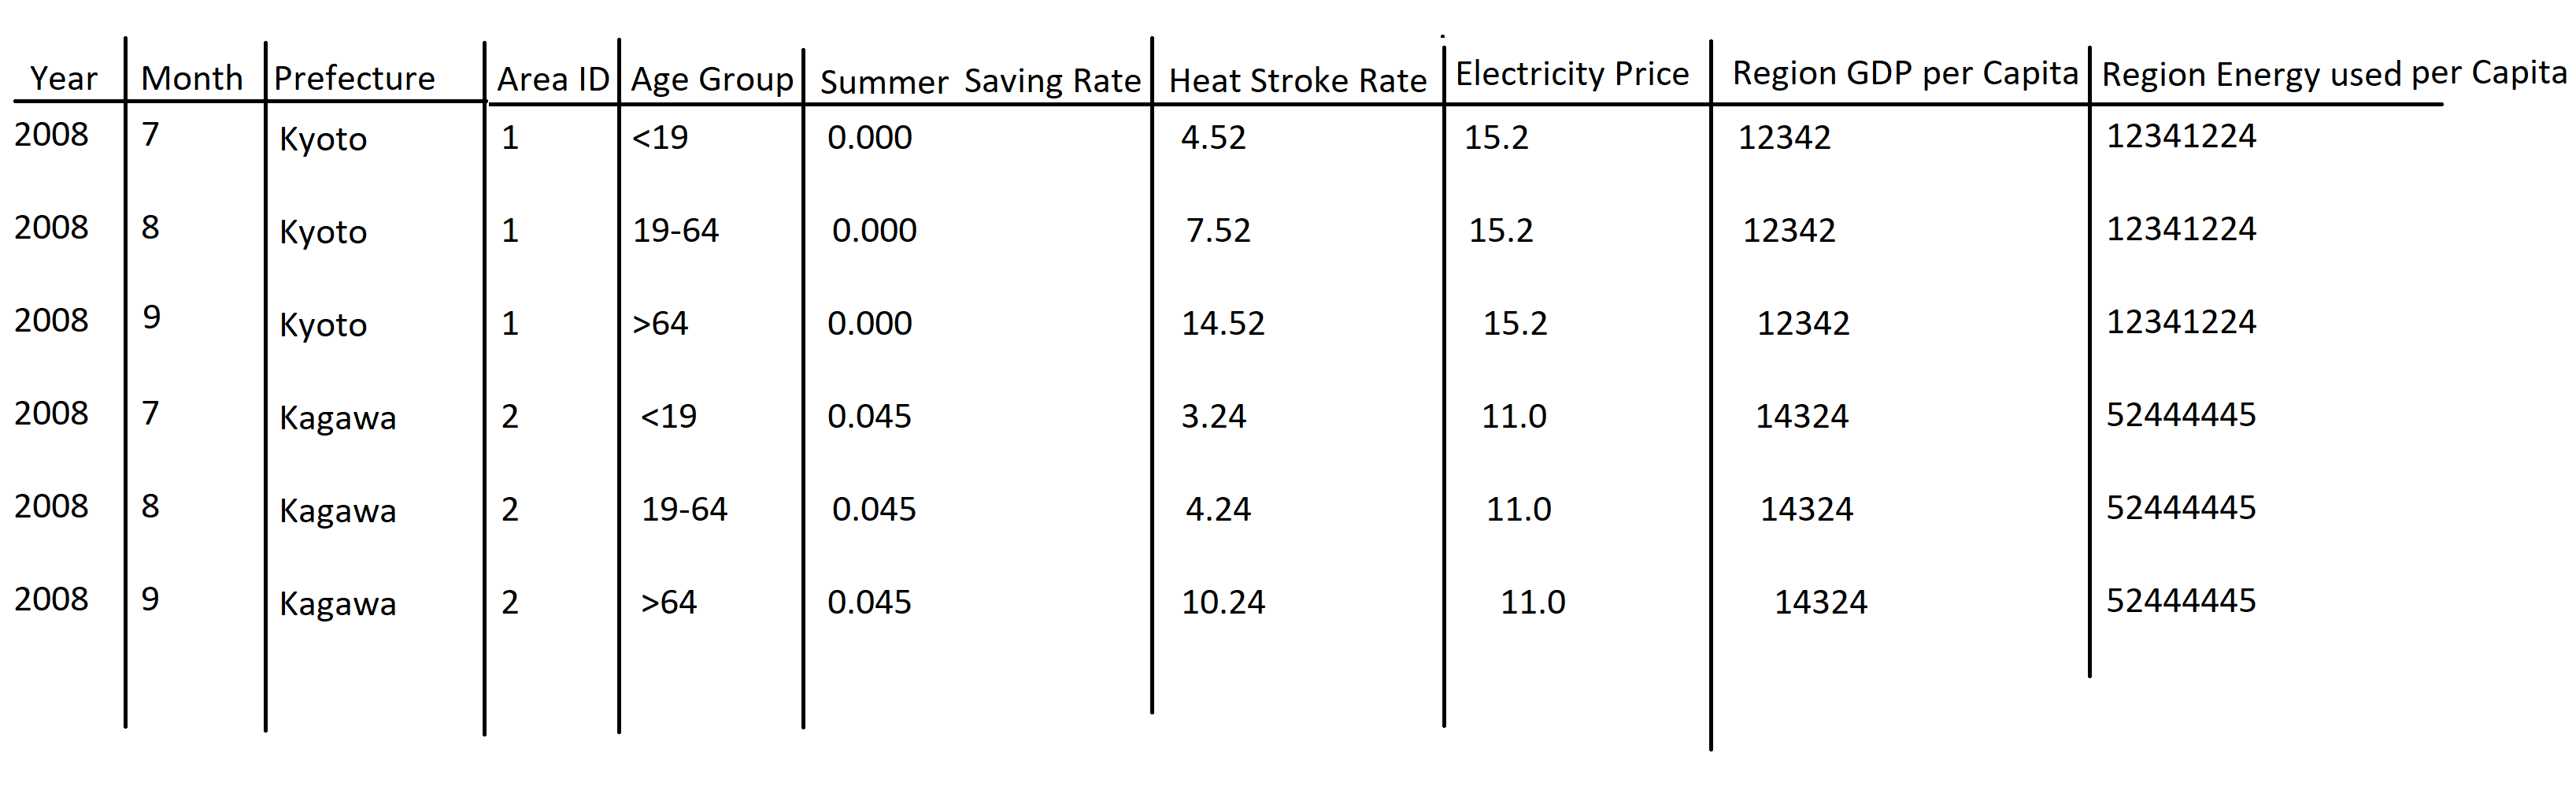 Year Month Prefecture Area ID Age Group Summer Saving Rate Heat Stroke Rate Electricity Price Region GDP per Capita Region Energy used per Capita
2008 7 Kyoto 1 <19 0.000 4.52 15.2 12342 12341224
2008 8 Kyoto 1 19-64 0.000 7.52 15.2 12342 12341224
2008 9 Kyoto 1 >64 0.000 14.52 15.2 12342 12341224
2008 7 Kagawa 2 <19 0.045 3.24 11.0 14324 52444445
2008 8 Kagawa 2 19-64 0.045 4.24 11.0 14324 52444445
2008 9 Kagawa 2 >64 0.045 10.24 11.0 14324 52444445